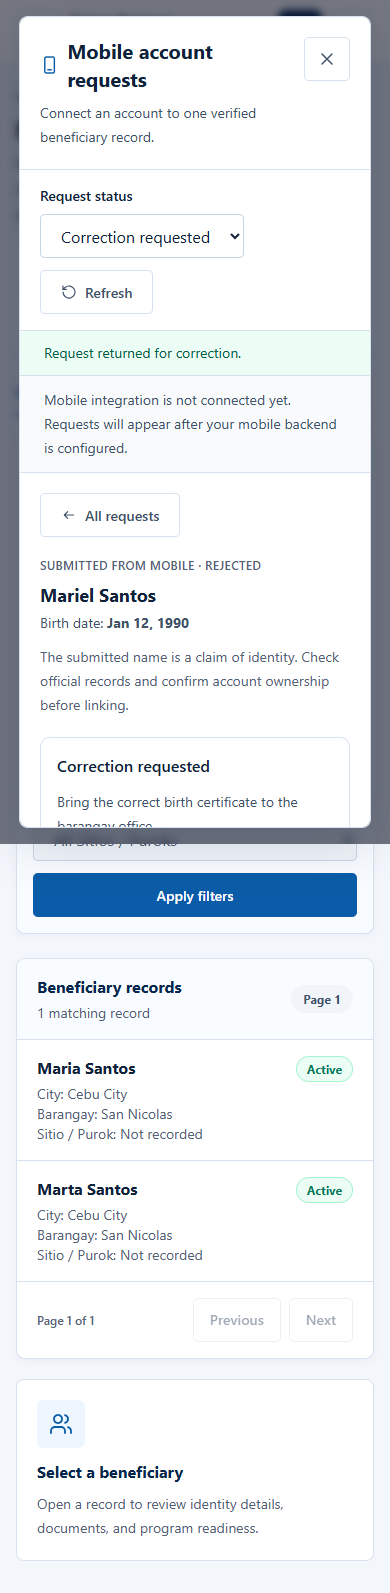 Mobile account
requests
Connect an account to one verified
beneficiary record.
Request status
Correction requested
Refresh
Request returned for correction.
Mobile integration is not connected yet.
Requests will appear after your mobile backend
is configured.
All requests
SUBMITTED FROM MOBILE · REJECTED
Mariel Santos
Birth date: Jan 12, 1990
The submitted name is a claim of identity. Check
official records and confirm account ownership
before linking.
Correction requested
Bring the correct birth certificate to the
barangay office.
All Sitios / Puroks
Apply filters
Beneficiary records
1 matching record
Page 1
Maria Santos
Active
City: Cebu City
Barangay: San Nicolas
Sitio / Purok: Not recorded
Marta Santos
Active
City: Cebu City
Barangay: San Nicolas
Sitio / Purok: Not recorded
Page 1 of 1
Previous
Next
Select a beneficiary
Open a record to review identity details,
documents, and program readiness.